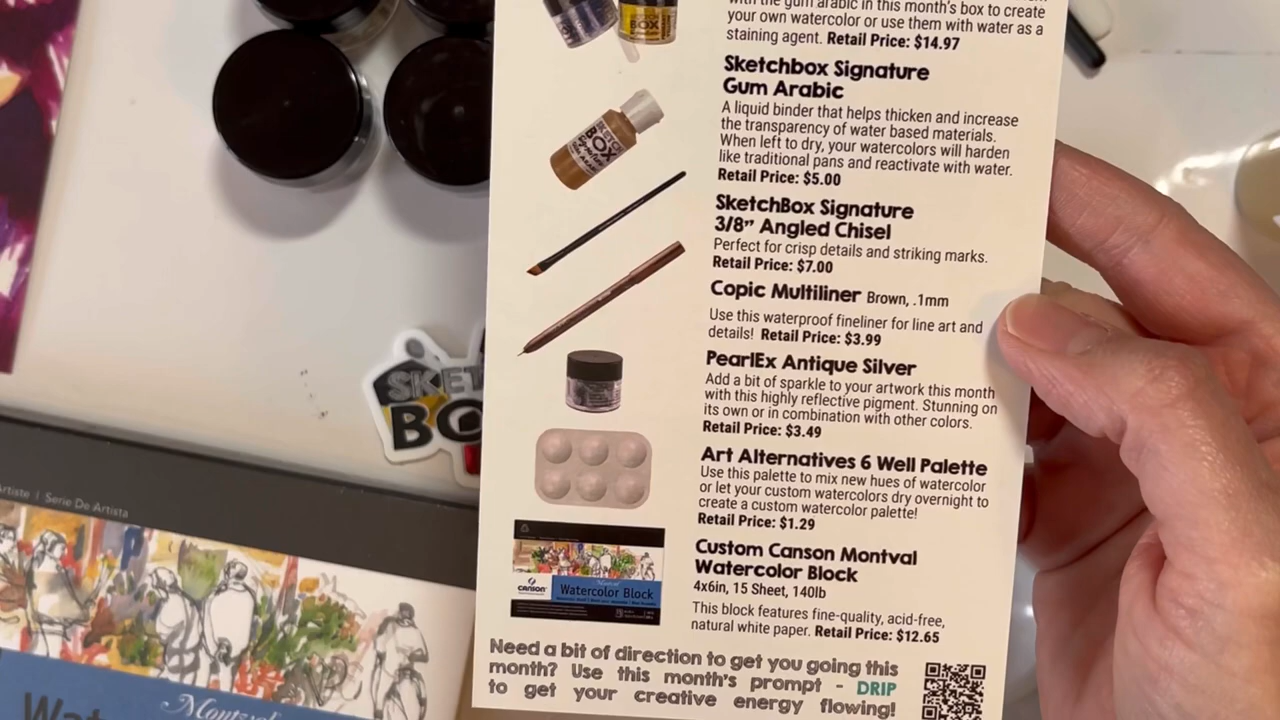 with the gum arabic in this month's box to create
your own watercolor or use them with water as a
staining agent. Retail Price: $14.97
Sketchbox Signature
Gum Arabic
A liquid binder that helps thicken and increase
the transparency of water based materials.
When left to dry, your watercolors will harden
like traditional pans and reactivate with water.
Retail Price: $5.00
SketchBox Signature
3/8” Angled Chisel
Perfect for crisp details and striking marks.
Retail Price: $7.00
Copic Multiliner Brown, .1mm
Use this waterproof fineliner for line art and
details! Retail Price: $3.99
PearlEx Antique Silver
Add a bit of sparkle to your artwork this month
with this highly reflective pigment. Stunning on
its own or in combination with other colors.
Retail Price: $3.49
Art Alternatives 6 Well Palette
Use this palette to mix new hues of watercolor
or let your custom watercolors dry overnight to
create a custom watercolor palette!
Retail Price: $1.29
Custom Canson Montval
Watercolor Block
4x6in, 15 Sheet, 140lb
This block features fine-quality, acid-free,
natural white paper. Retail Price: $12.65
Need a bit of direction to get you going this
month? Use this month's prompt - DRIP
to get your creative energy flowing!
BOX
SKETCH
BOX
Signature
CANSON
Montval
Watercolor Block
SKET
BO
Artiste | Serie De Artista
Montval
Wat